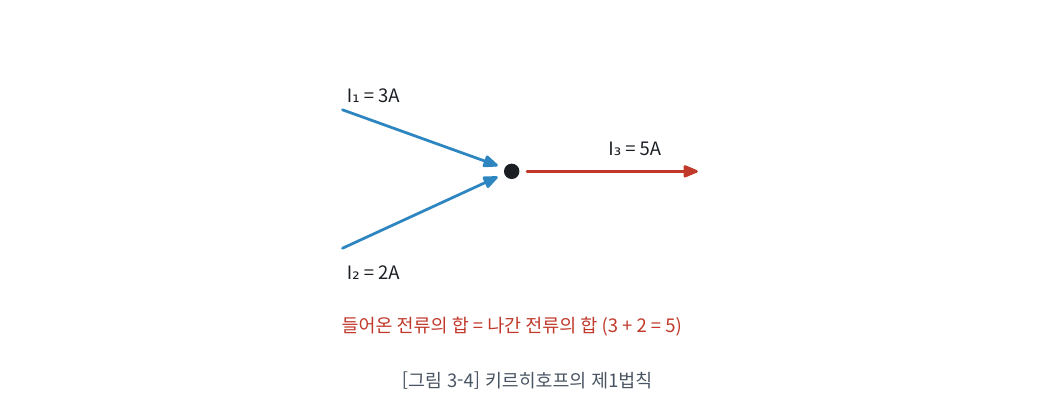 I₁ = 3A
I₃ = 5A
I₂ = 2A
들어온 전류의 합 = 나간 전류의 합 (3 + 2 = 5)
[그림 3-4] 키르히호프의 제1법칙